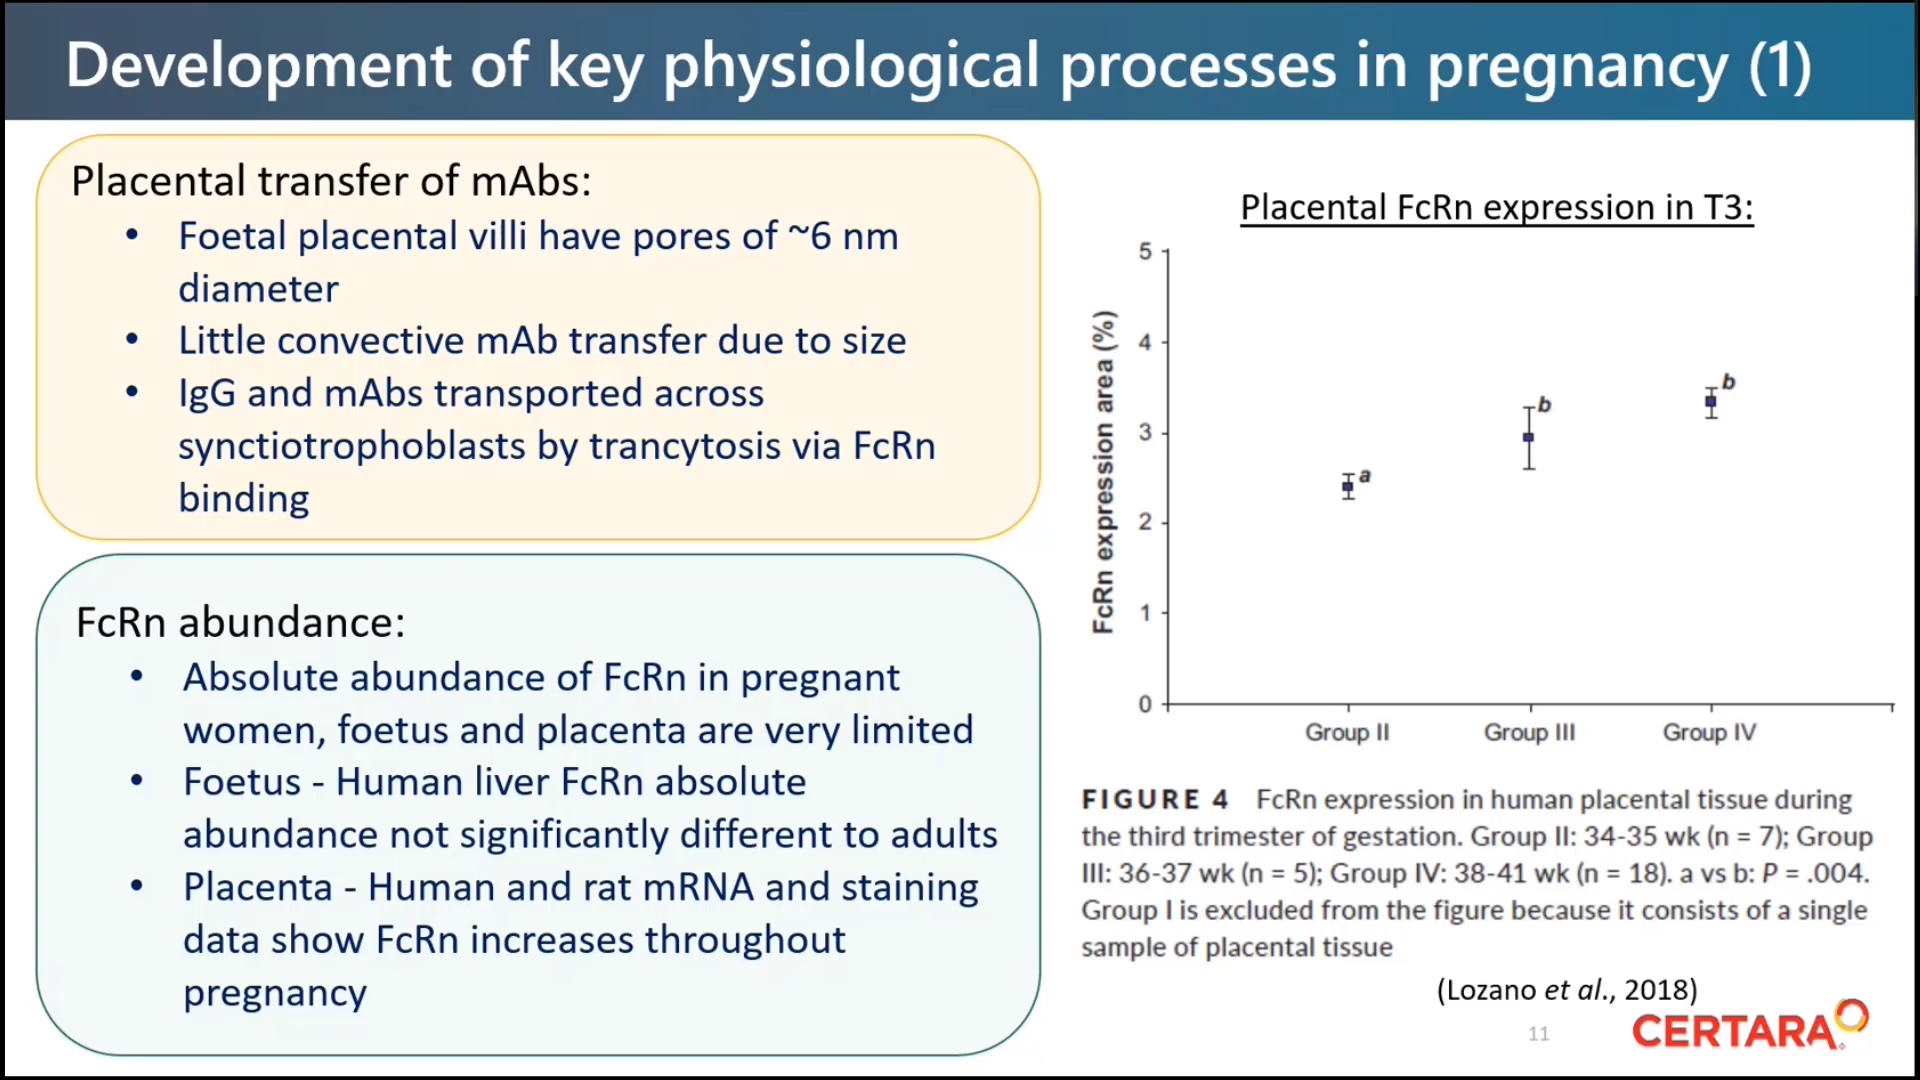 Development of key physiological processes in pregnancy (1)
Placental transfer of mAbs:
• Foetal placental villi have pores of ~6 nm
diameter
• Little convective mAb transfer due to size
• IgG and mAbs transported across
synctiotrophoblasts by trancytosis via FcRn
binding
FcRn abundance:
• Absolute abundance of FcRn in pregnant
women, foetus and placenta are very limited
• Foetus - Human liver FcRn absolute
abundance not significantly different to adults
• Placenta - Human and rat mRNA and staining
data show FcRn increases throughout
pregnancy
Placental FcRn expression in T3:
FcRn expression area (%)
5
4
3
2
1
0
a
b
b
Group II
Group III
Group IV
FIGURE 4 FcRn expression in human placental tissue during
the third trimester of gestation. Group II: 34-35 wk (n = 7); Group
III: 36-37 wk (n = 5); Group IV: 38-41 wk (n = 18). a vs b: P = .004.
Group I is excluded from the figure because it consists of a single
sample of placental tissue
(Lozano et al., 2018)
11
CERTARA